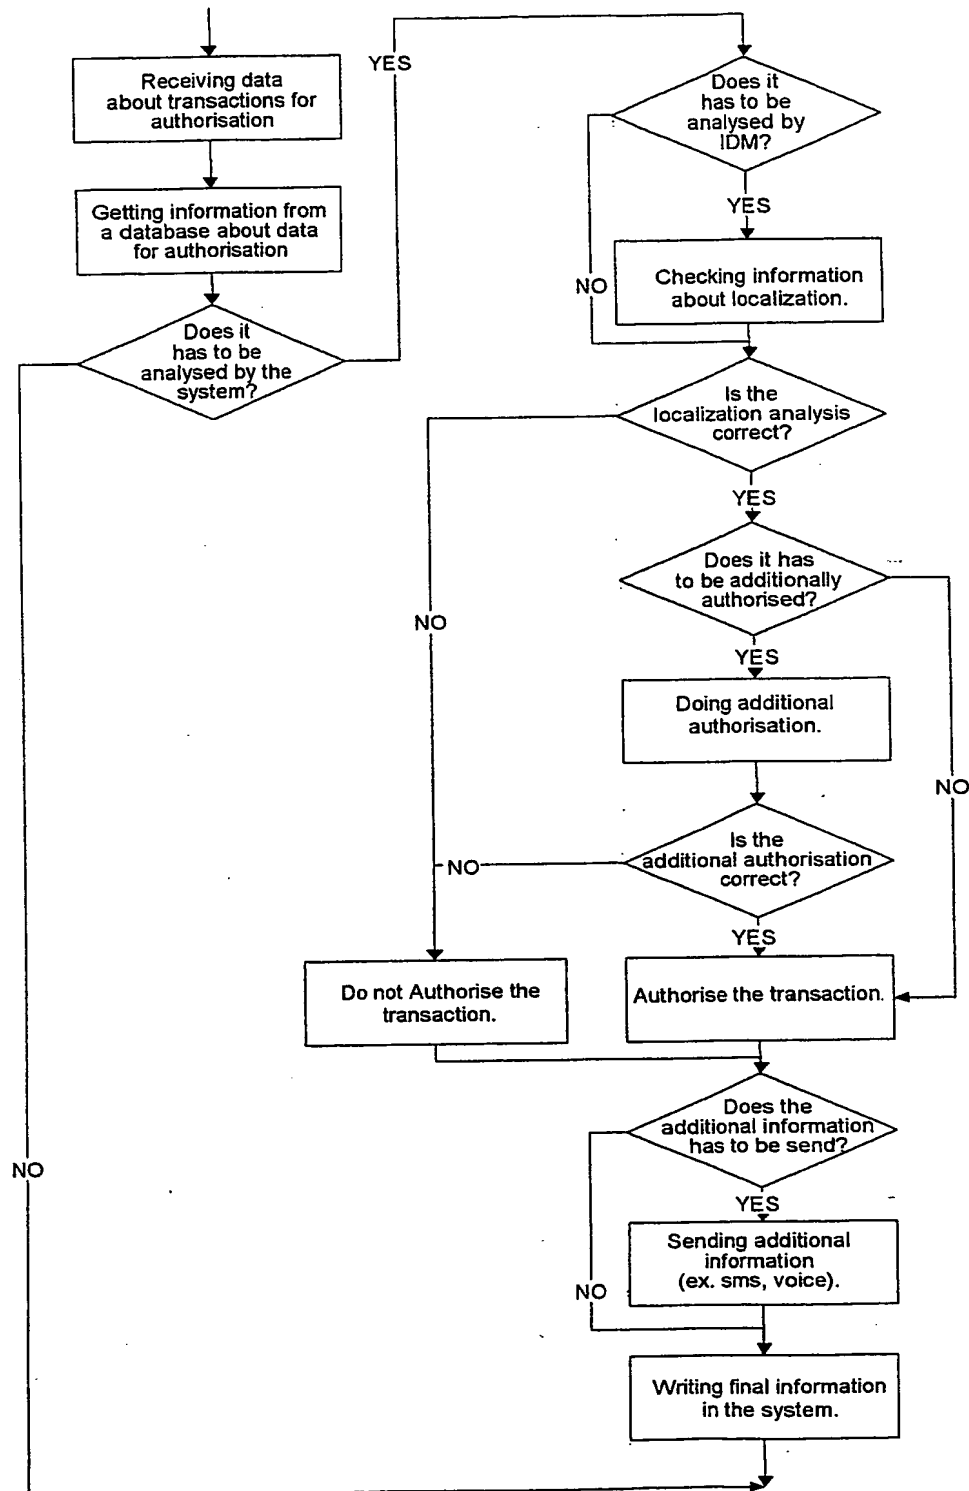 Receiving data
about transactions for
authorisation
Getting information from
a database about data
for authorisation
Does it
has to be
analysed by the
system?
YES
NO
Does it
has to be
analysed by
IDM?
YES
NO
Checking information
about localization.
Is the
localization analysis
correct?
YES
NO
Does it has
to be additionally
authorised?
YES
NO
Doing additional
authorisation.
Is the
additional authorisation
correct?
NO
YES
Do not Authorise the
transaction.
Authorise the transaction.
Does the
additional information
has to be send?
YES
NO
Sending additional
information
(ex. sms, voice).
Writing final information
in the system.